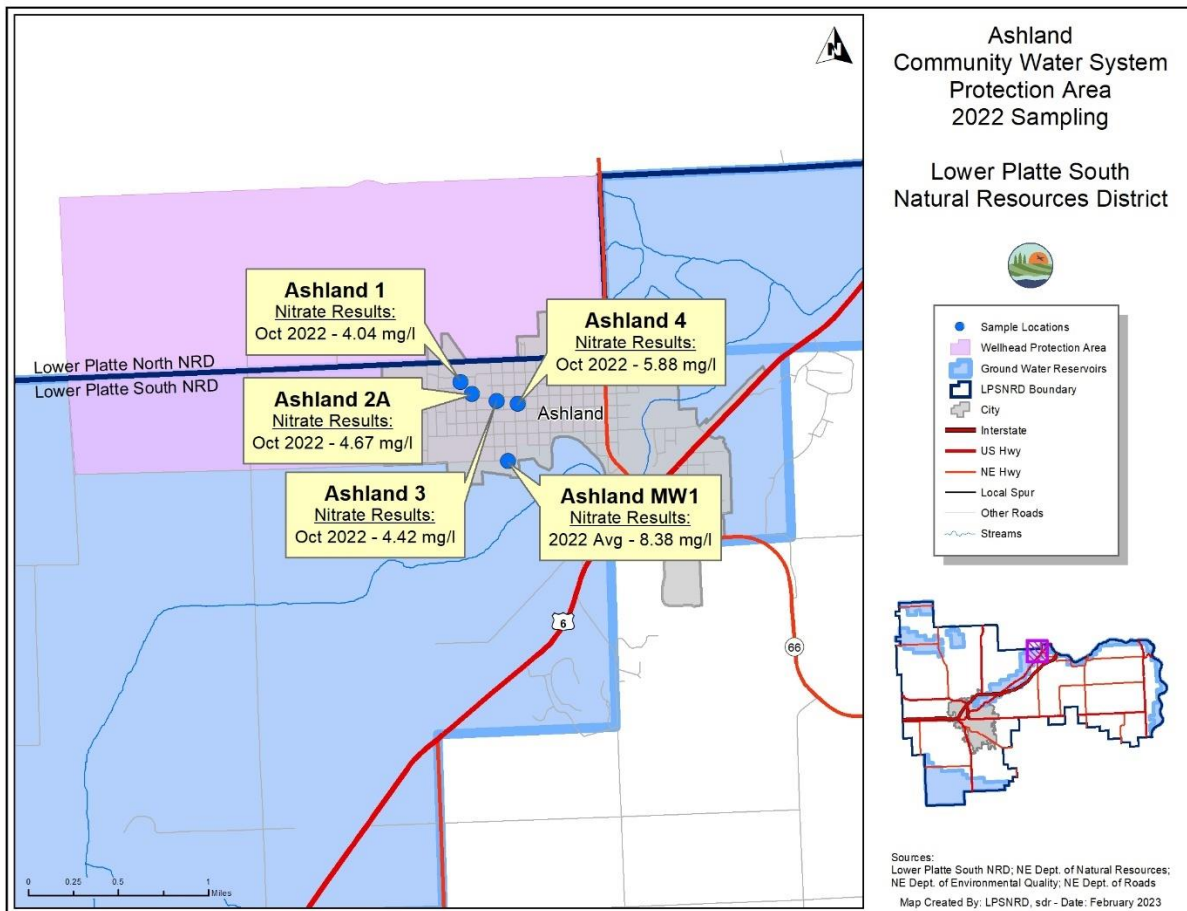 Ashland
Community Water System
Protection Area
2022 Sampling
Lower Platte South
Natural Resources District
N
Ashland 1
Nitrate Results:
Oct 2022 - 4.04 mg/l
Ashland 4
Nitrate Results:
Oct 2022 - 5.88 mg/l
Lower Platte North NRD
Lower Platte South NRD
Ashland 2A
Nitrate Results:
Oct 2022 - 4.67 mg/l
Ashland
Ashland 3
Nitrate Results:
Oct 2022 - 4.42 mg/l
Ashland MW1
Nitrate Results:
2022 Avg - 8.38 mg/l
6
66
0 0.25 0.5 1
Miles
Sample Locations
Wellhead Protection Area
Ground Water Reservoirs
LPSNRD Boundary
City
Interstate
US Hwy
NE Hwy
Local Spur
Other Roads
Streams
Sources:
Lower Platte South NRD; NE Dept. of Natural Resources;
NE Dept. of Environmental Quality; NE Dept. of Roads
Map Created By: LPSNRD, sdr - Date: February 2023